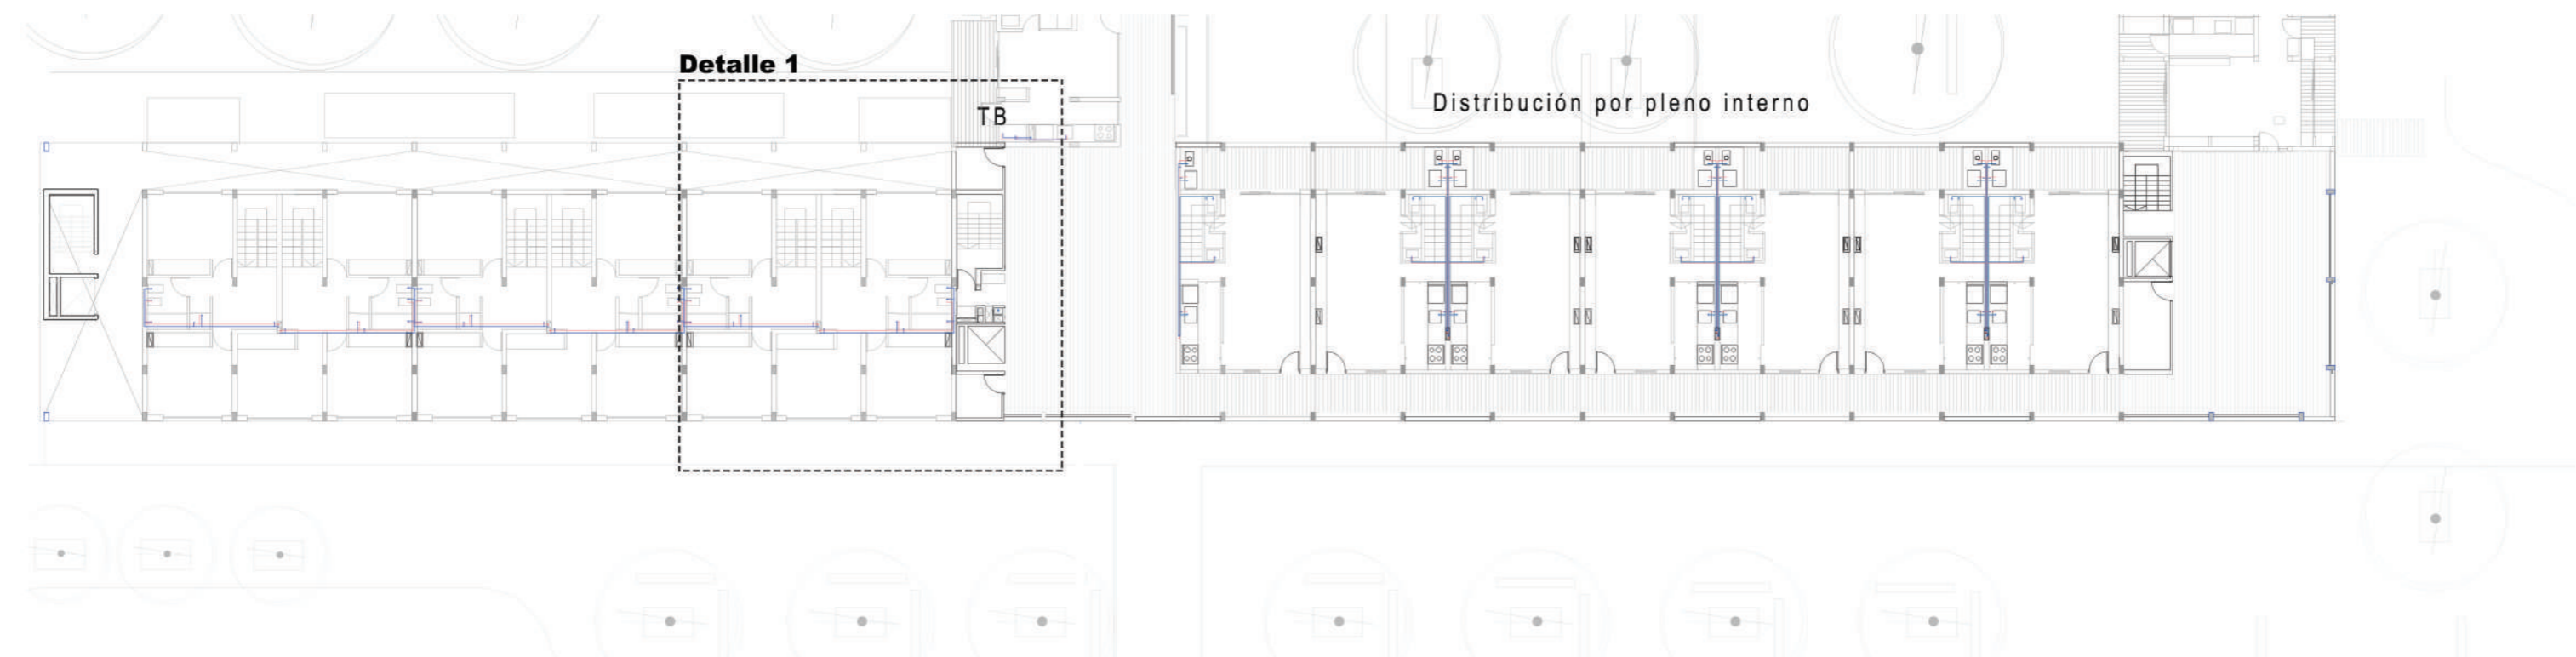 Detalle 1
TB
Distribución por pleno interno